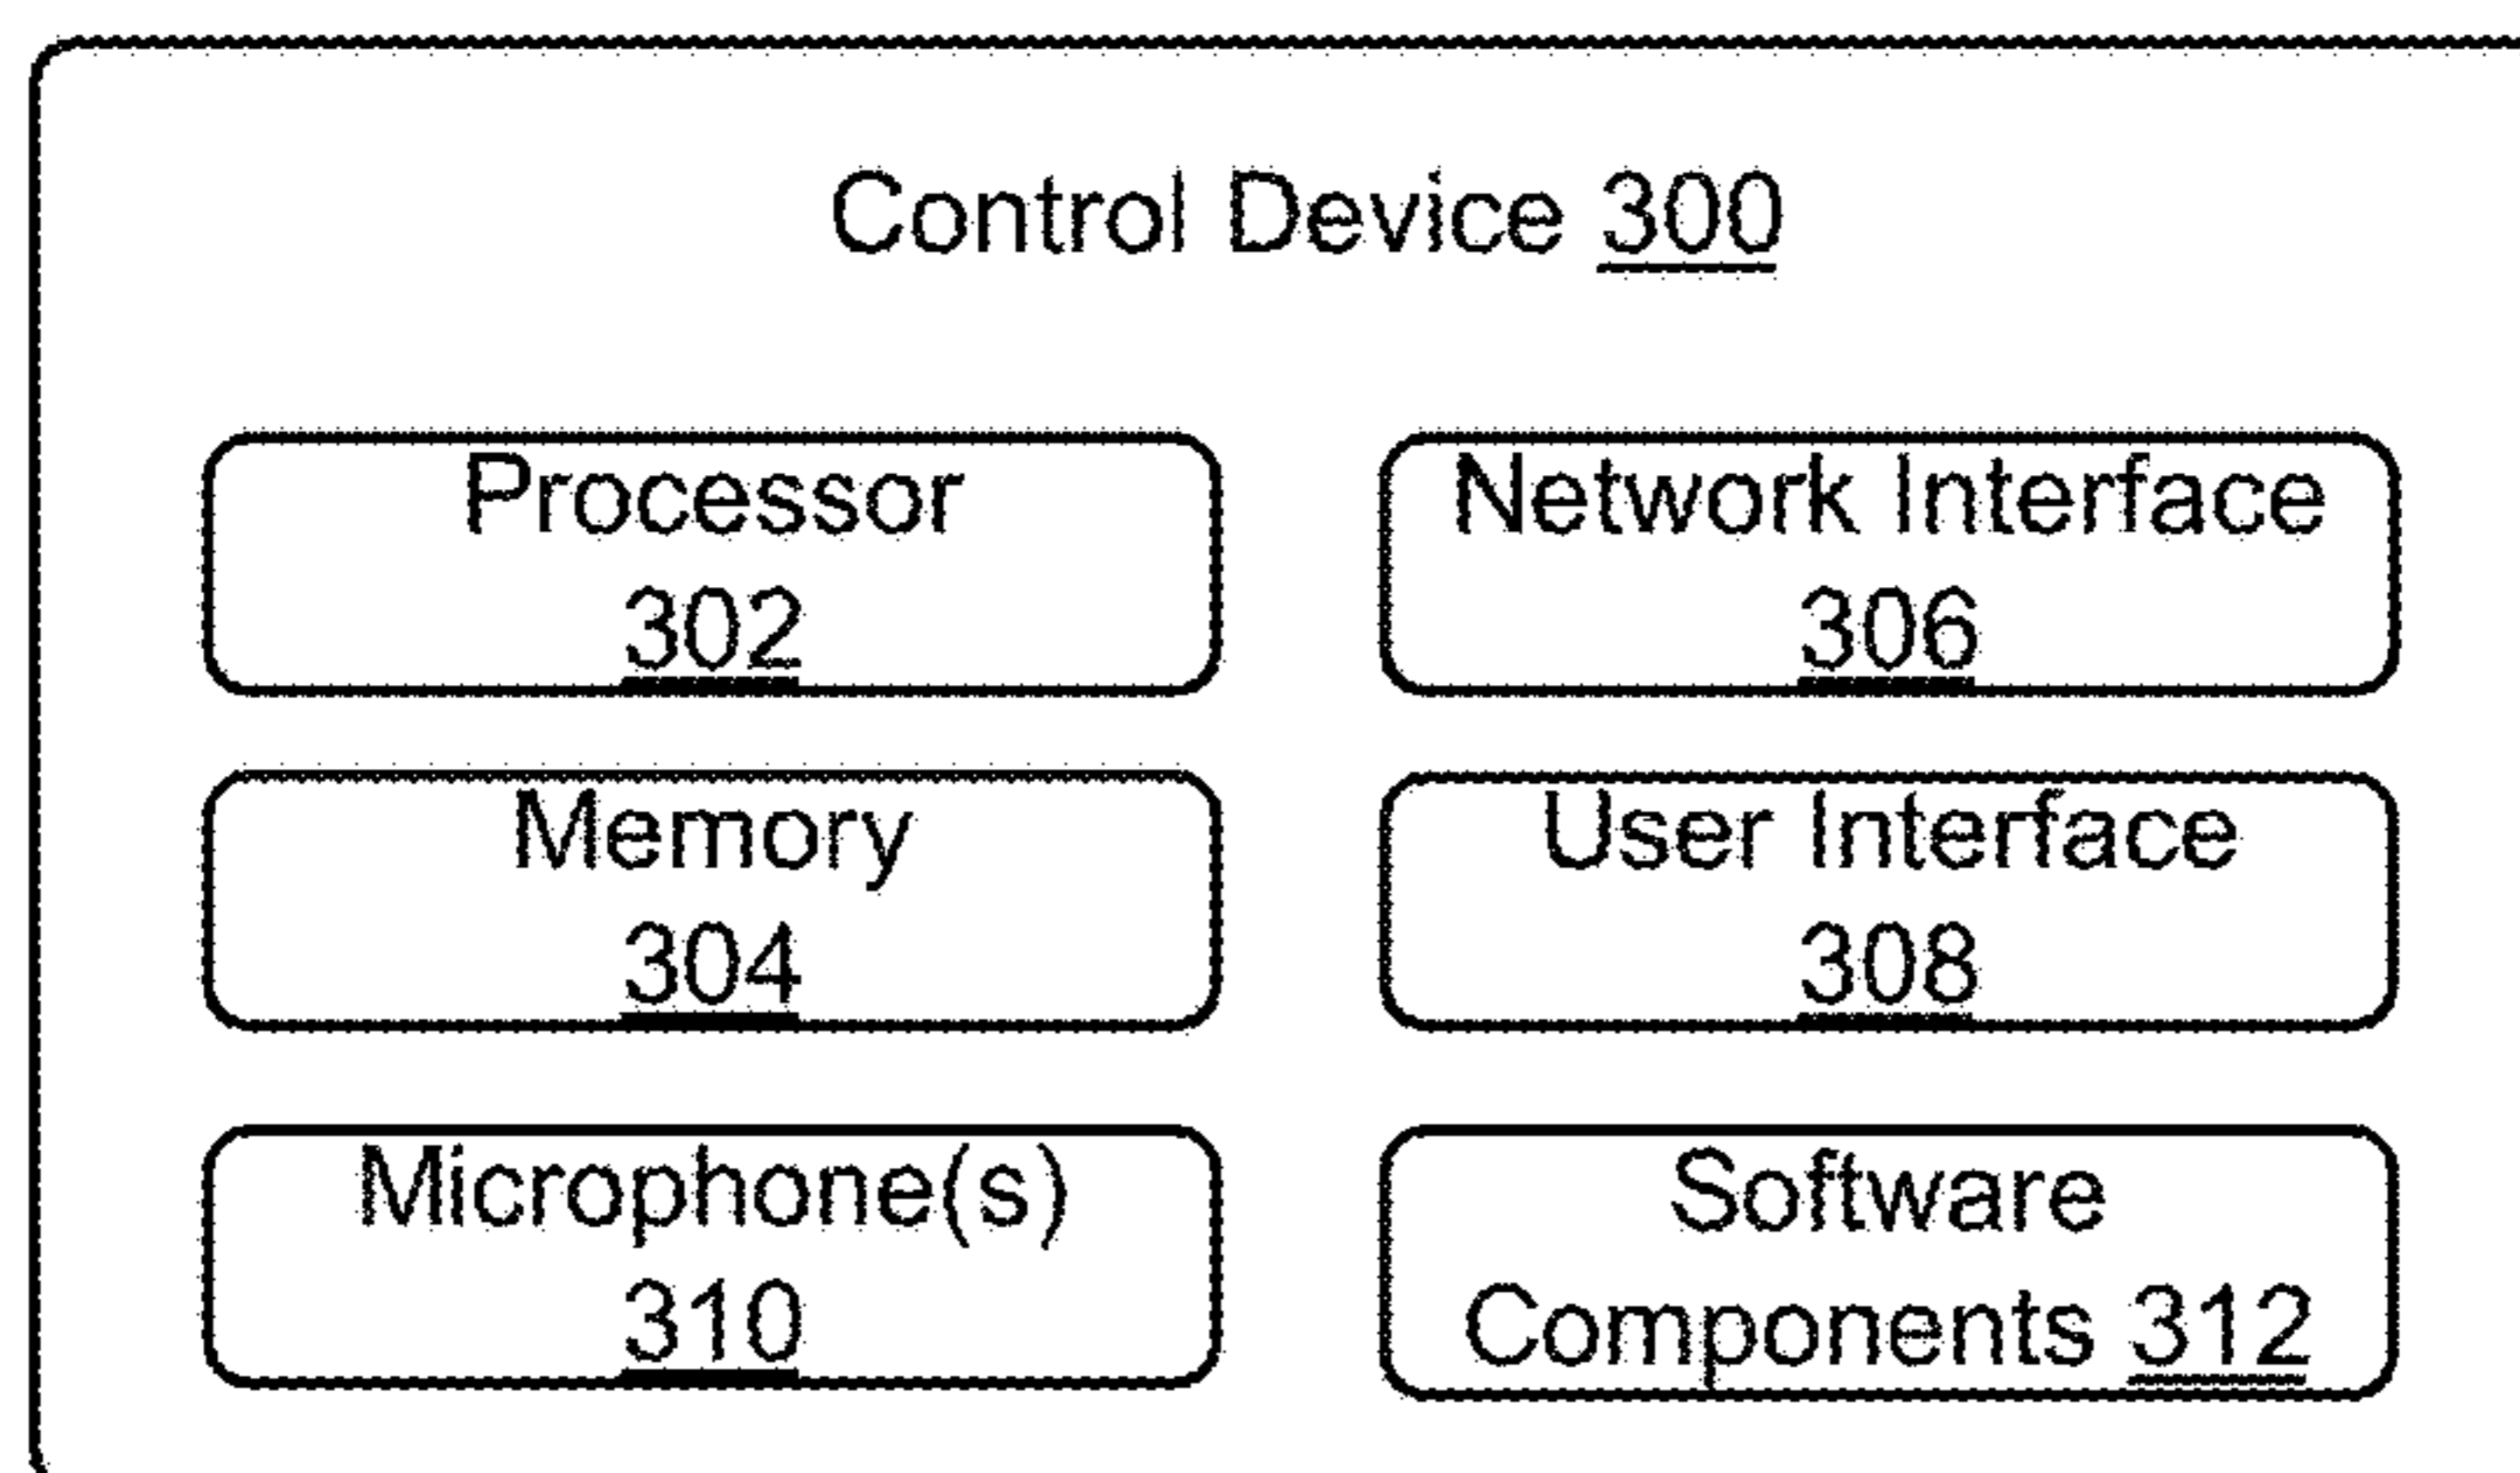 Control Device 300
Processor
302
Network Interface
306
Memory
304
User Interface
308
Microphone(s)
310
Software
Components 312